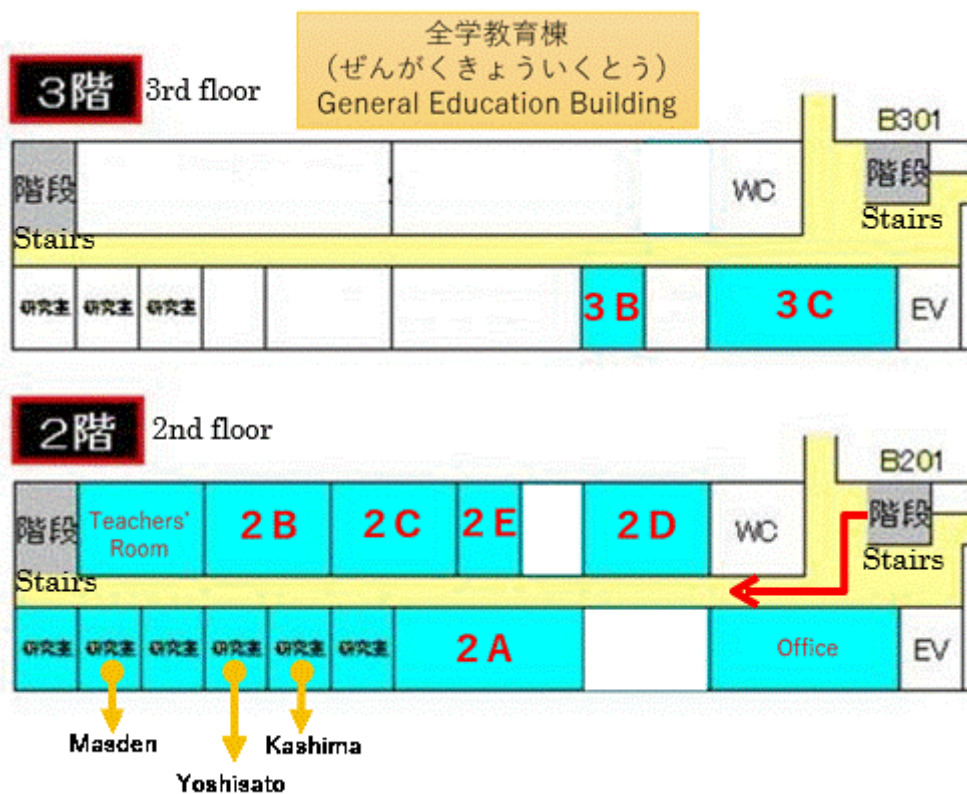 全学教育棟
(ぜんがくきょういくとう)
General Education Building
3階 3rd floor
B301
階段
Stairs
WC
階段
Stairs
研究室 研究室 研究室
3B
3C
EV
2階 2nd floor
B201
階段
Stairs
Teachers'
Room
2B
2C
2E
2D
WC
階段
Stairs
研究室 研究室 研究室 研究室 研究室 研究室
2A
Office
EV
Masden
Yoshisato
Kashima